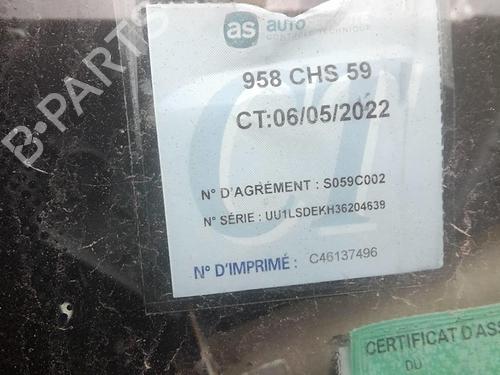 as auto
CONTRÔLE TECHNIQUE
958 CHS 59
CT:06/05/2022
N° D'AGRÉMENT : S059C002
N° SÉRIE : UU1LSDEKH36204639
N° D'IMPRIMÉ : C46137496
CERTIFICAT D'ASS
DU